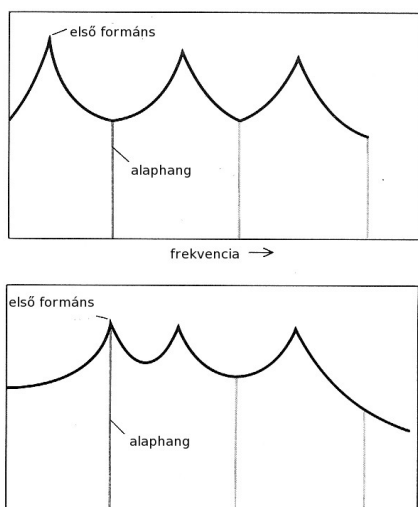 első formáns
alaphang
frekvencia
első formáns
alaphang